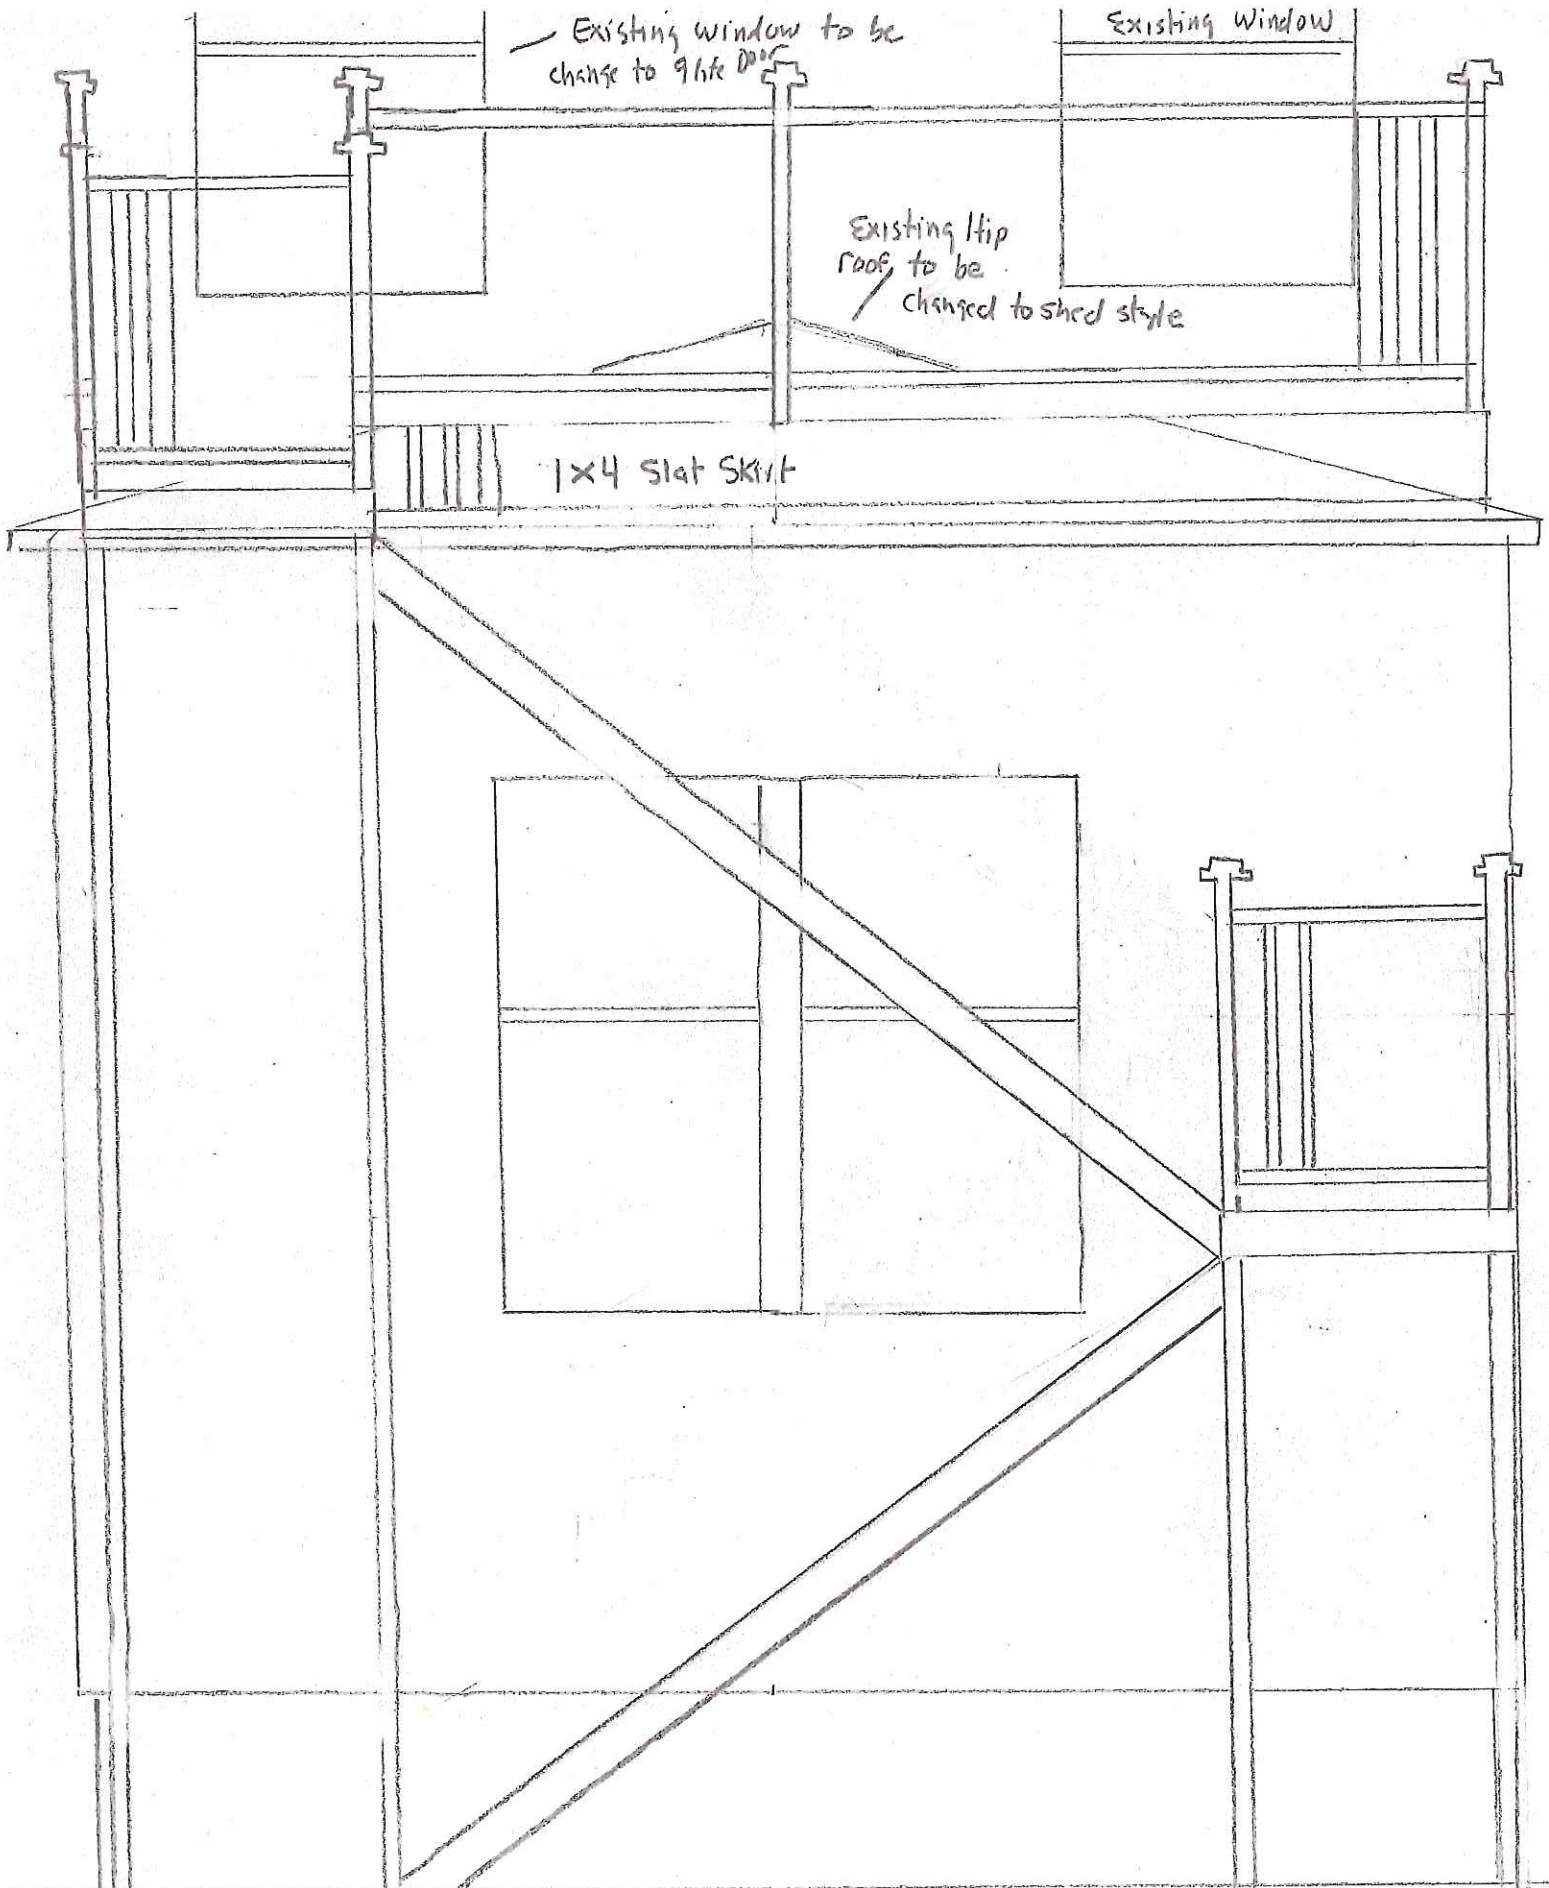 Existing window to be
change to 9 lite Door
Existing Window
Existing Hip
roof, to be
changed to shed style
1x4 Slat Skirt